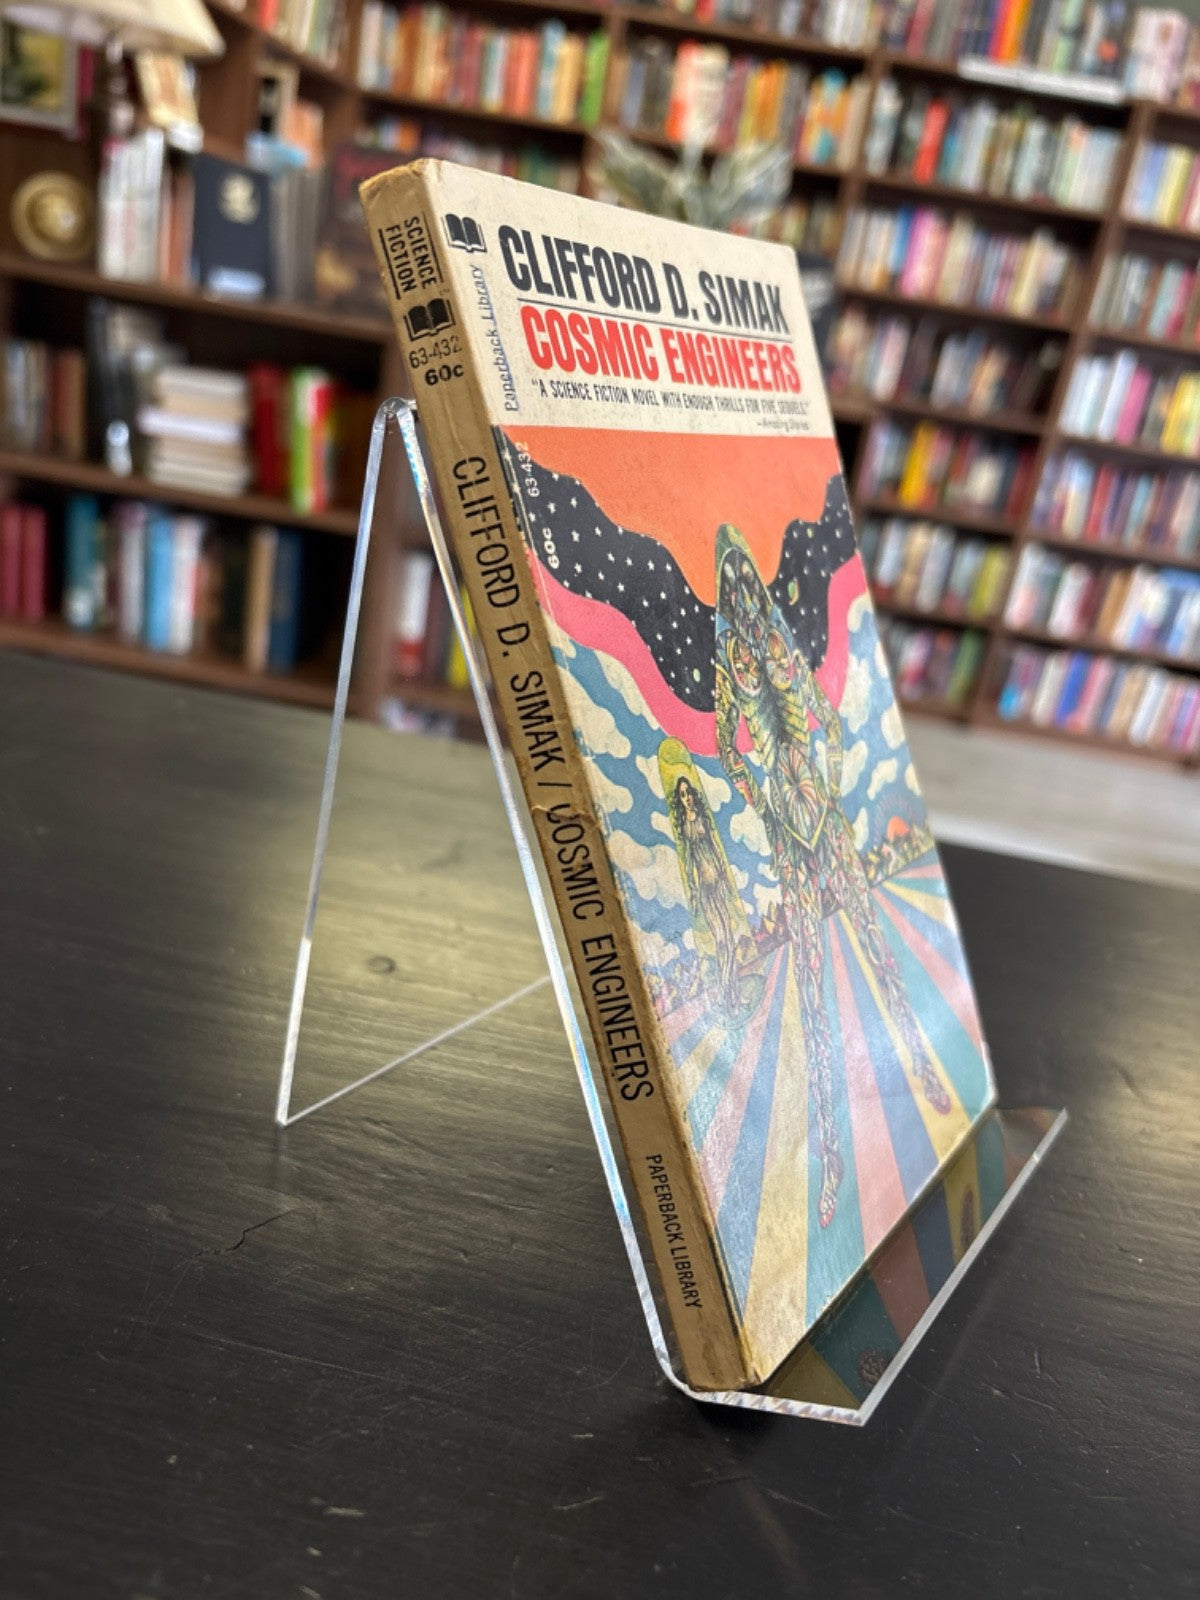 SCIENCE
FICTION
63-432
60c
CLIFFORD D. SIMAK / COSMIC ENGINEERS
PAPERBACK LIBRARY
Paperback Library
CLIFFORD D. SIMAK
COSMIC ENGINEERS
"A SCIENCE FICTION NOVEL WITH ENOUGH THRILLS FOR FIVE SEQUELS."
—Amazing Stories
63-432
60c